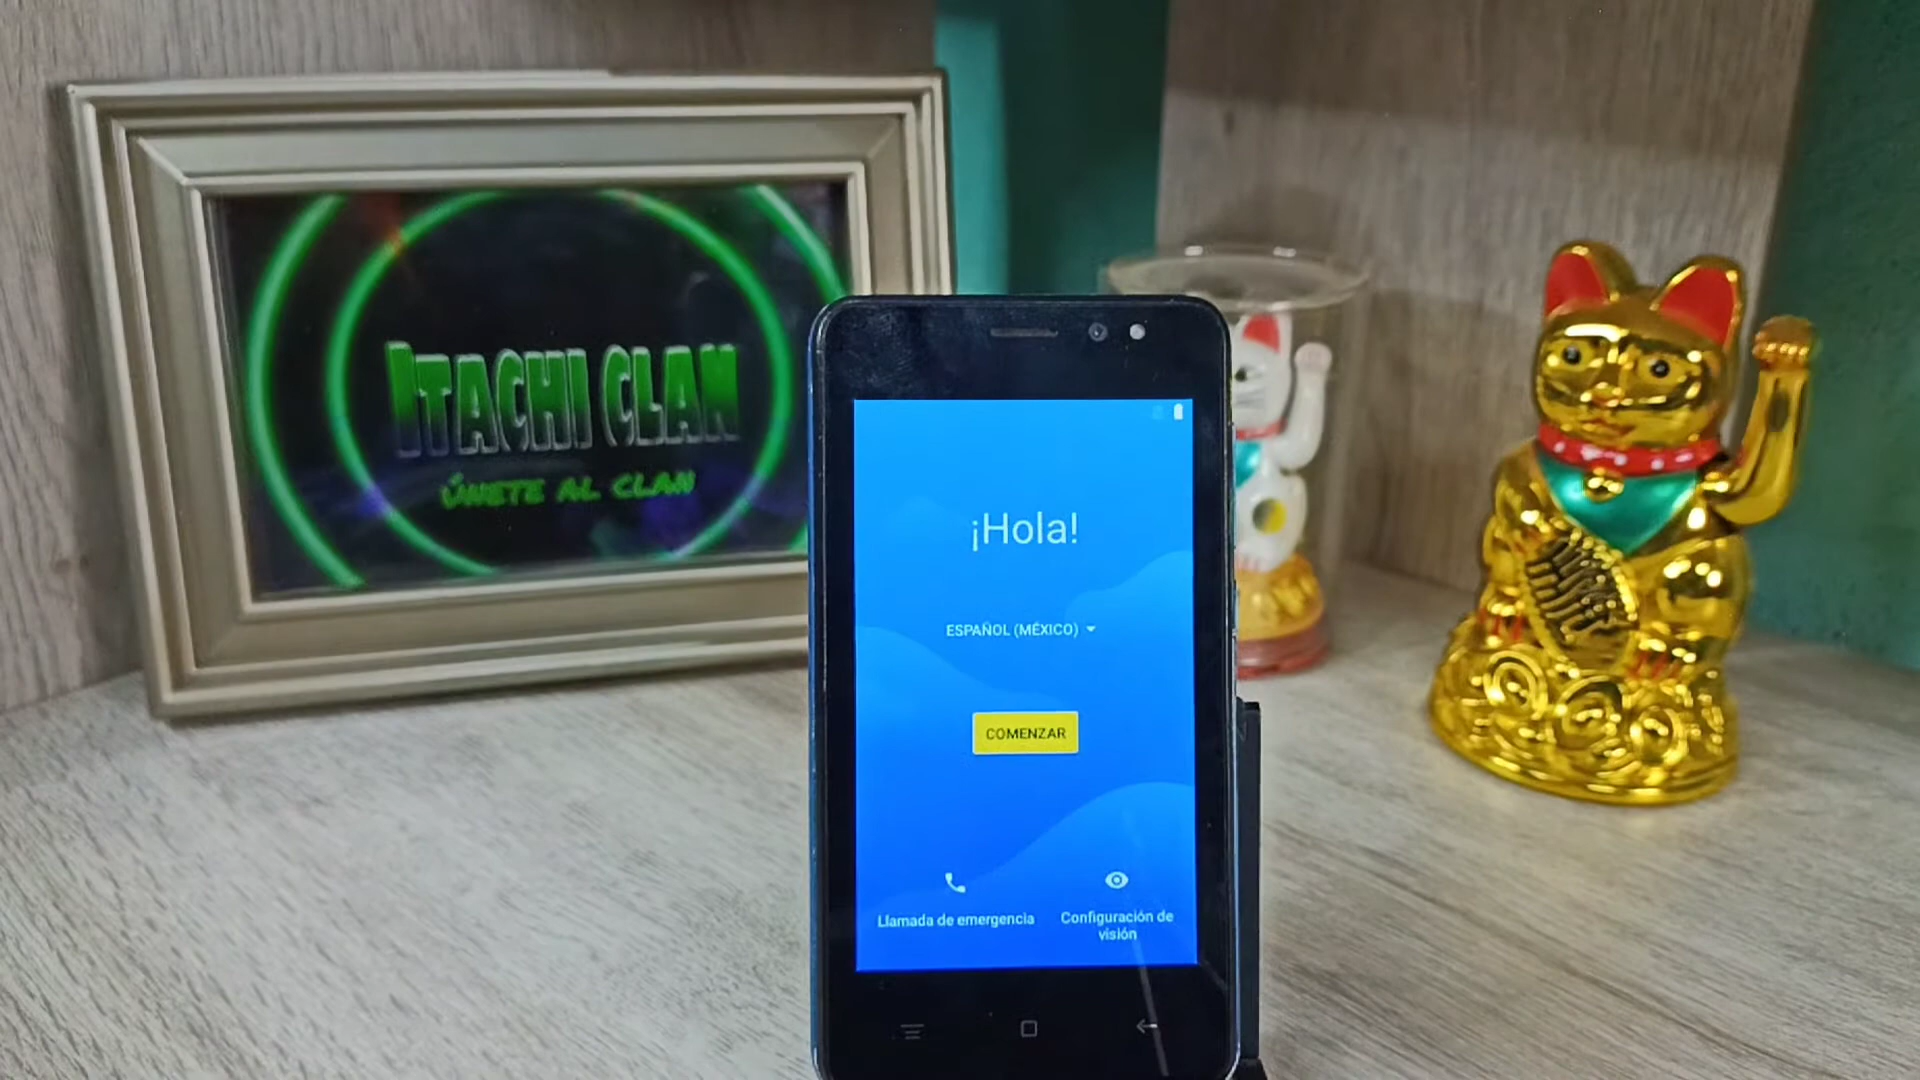 ITACHI CLAN
ÚNETE AL CLAN
¡Hola!
ESPAÑOL (MÉXICO)
COMENZAR
Llamada de emergencia
Configuración de
visión